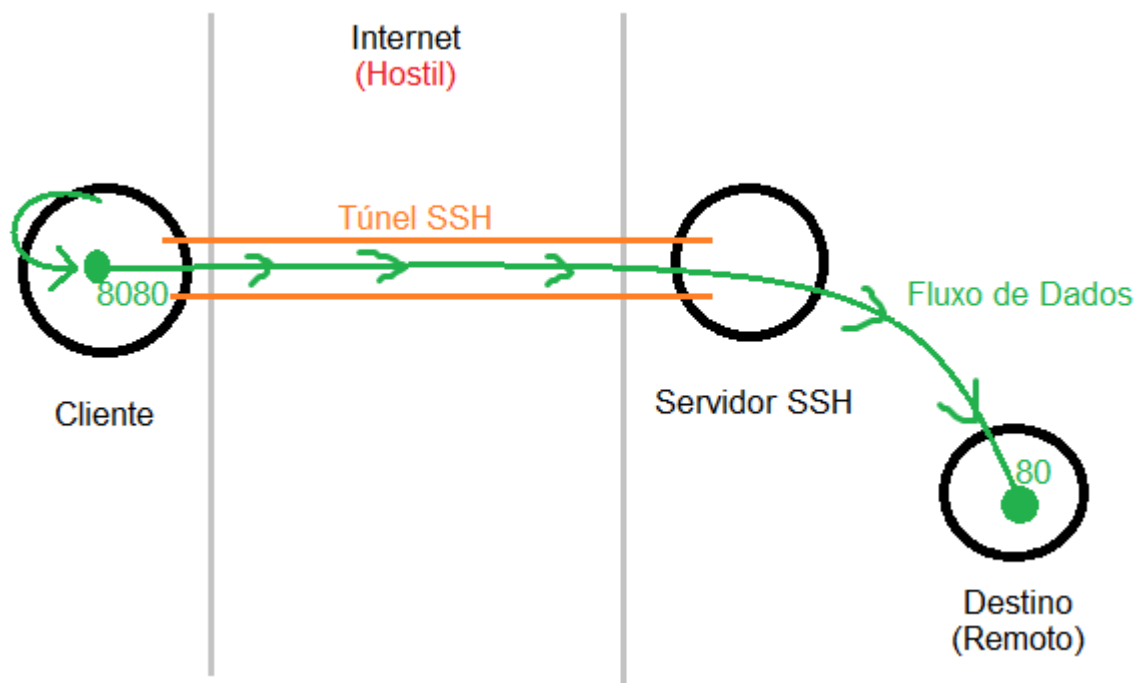 Internet
(Hostil)
Túnel SSH
8080
Fluxo de Dados
Cliente
Servidor SSH
80
Destino
(Remoto)